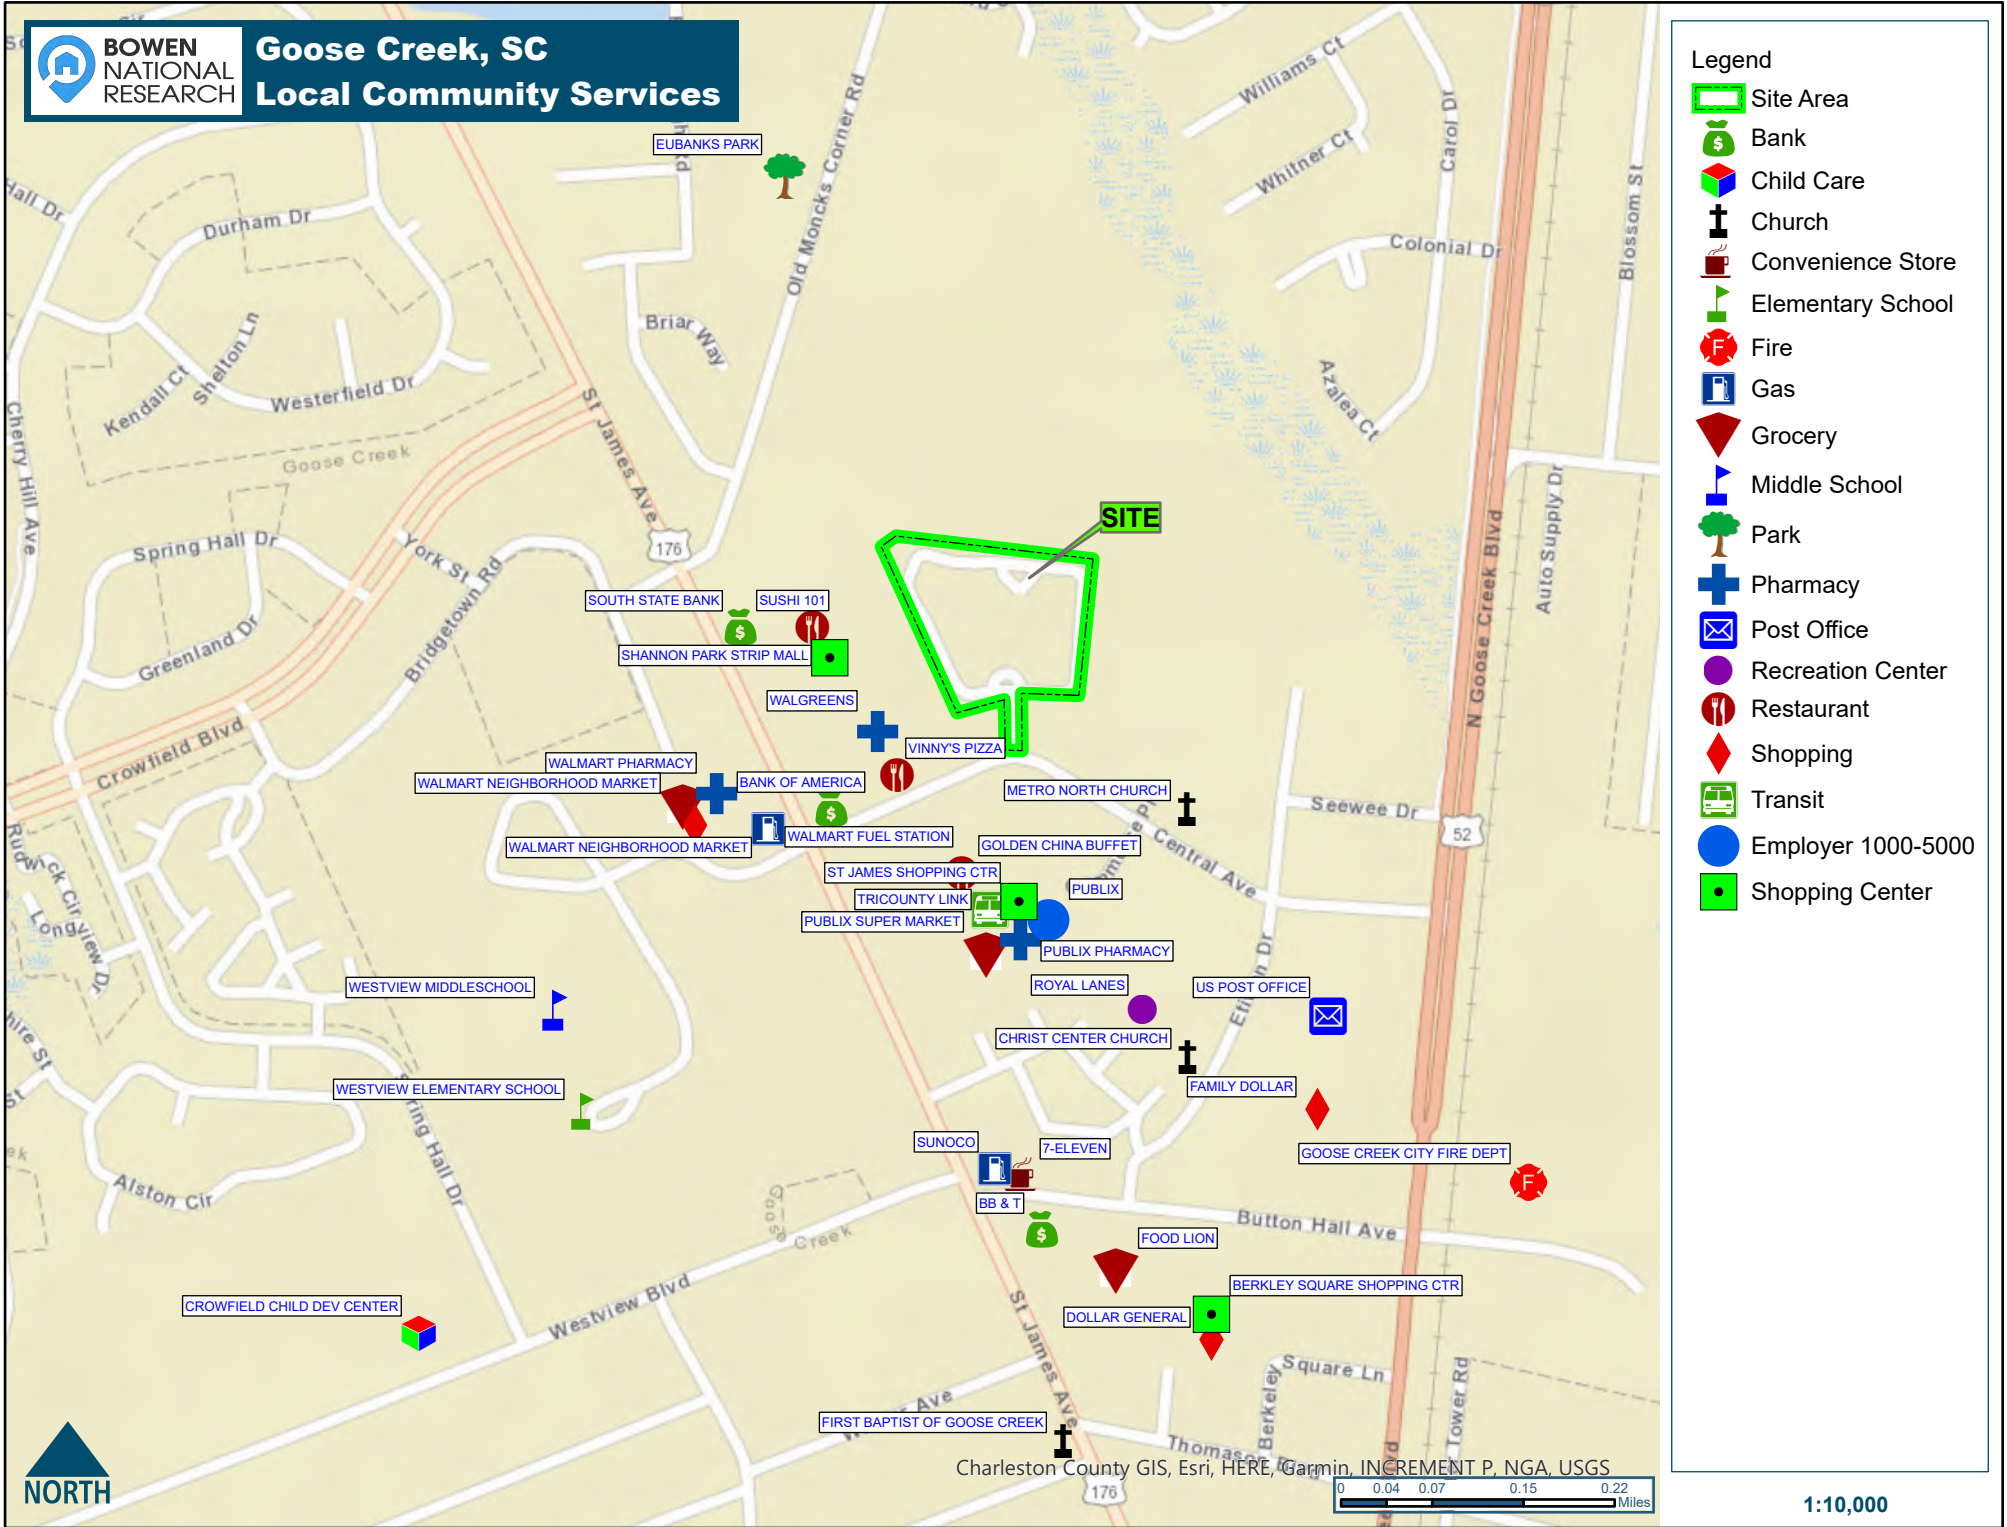 BOWEN
NATIONAL
RESEARCH
Goose Creek, SC
Local Community Services
Legend
Site Area
Bank
Child Care
Church
Convenience Store
Elementary School
Fire
Gas
Grocery
Middle School
Park
Pharmacy
Post Office
Recreation Center
Restaurant
Shopping
Transit
Employer 1000-5000
Shopping Center
EUBANKS PARK
Old Moncks Corner Rd
Williams Ct
Whitner Ct
Carol Dr
Colonial Dr
Blossom St
Hall Dr
Durham Dr
Briar Way
Shelton Ln
Kendall Ct
Westerfield Dr
Azalea Ct
Cherry Hill Ave
St James Ave
Goose Creek
SITE
Auto Supply Dr
N Goose Creek Blvd
Spring Hall Dr
York St
176
Bridgetown Rd
SOUTH STATE BANK
SUSHI 101
Greenland Dr
SHANNON PARK STRIP MALL
WALGREENS
Crowfield Blvd
VINNY'S PIZZA
WALMART PHARMACY
WALMART NEIGHBORHOOD MARKET
BANK OF AMERICA
METRO NORTH CHURCH
Seewee Dr
52
WALMART FUEL STATION
WALMART NEIGHBORHOOD MARKET
GOLDEN CHINA BUFFET
Central Ave
ST JAMES SHOPPING CTR
PUBLIX
TRICOUNTY LINK
PUBLIX SUPER MARKET
PUBLIX PHARMACY
Longview Dr
WESTVIEW MIDDLESCHOOL
ROYAL LANES
US POST OFFICE
CHRIST CENTER CHURCH
FAMILY DOLLAR
WESTVIEW ELEMENTARY SCHOOL
SUNOCO
7-ELEVEN
GOOSE CREEK CITY FIRE DEPT
F
Alston Cir
BB & T
Button Hall Ave
Goose Creek
FOOD LION
BERKLEY SQUARE SHOPPING CTR
CROWFIELD CHILD DEV CENTER
DOLLAR GENERAL
Westview Blvd
St James Ave
Berkeley Square Ln
Tower Rd
FIRST BAPTIST OF GOOSE CREEK
Charleston County GIS, Esri, HERE, Garmin, INCREMENT P, NGA, USGS
176
0 0.04 0.07 0.15 0.22
Miles
NORTH
1:10,000